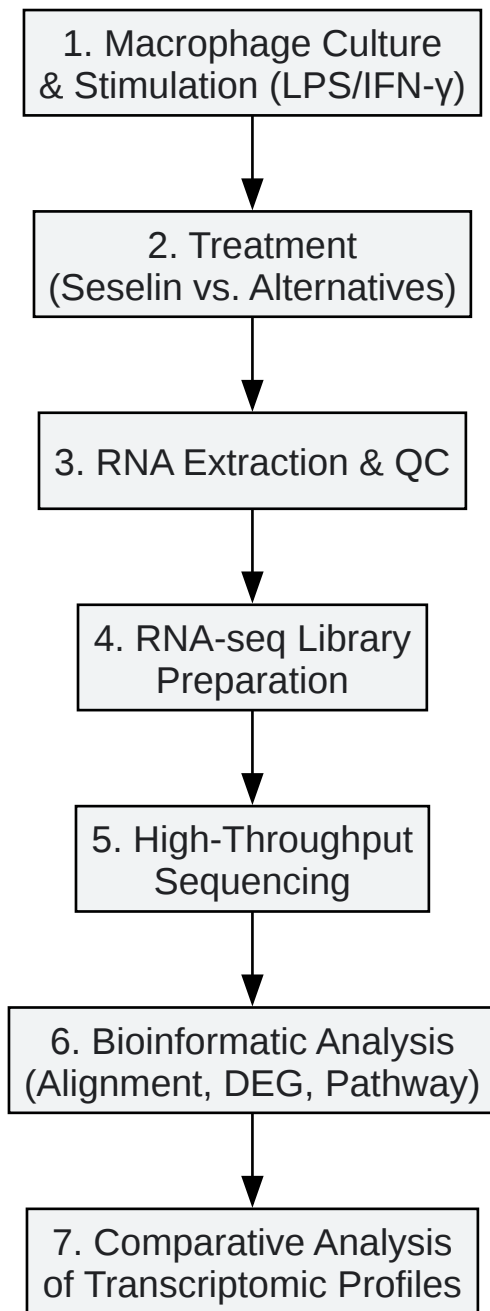 1. Macrophage Culture
& Stimulation (LPS/IFN-γ)
2. Treatment
(Seselin vs. Alternatives)
3. RNA Extraction & QC
4. RNA-seq Library
Preparation
5. High-Throughput
Sequencing
6. Bioinformatic Analysis
(Alignment, DEG, Pathway)
7. Comparative Analysis
of Transcriptomic Profiles